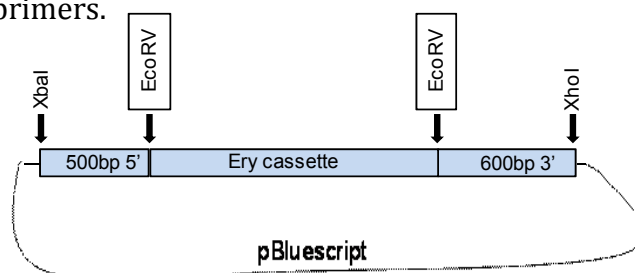 primers.
XbaI
EcoRV
EcoRV
XhoI
500bp 5’
Ery cassette
600bp 3’
pBluescript